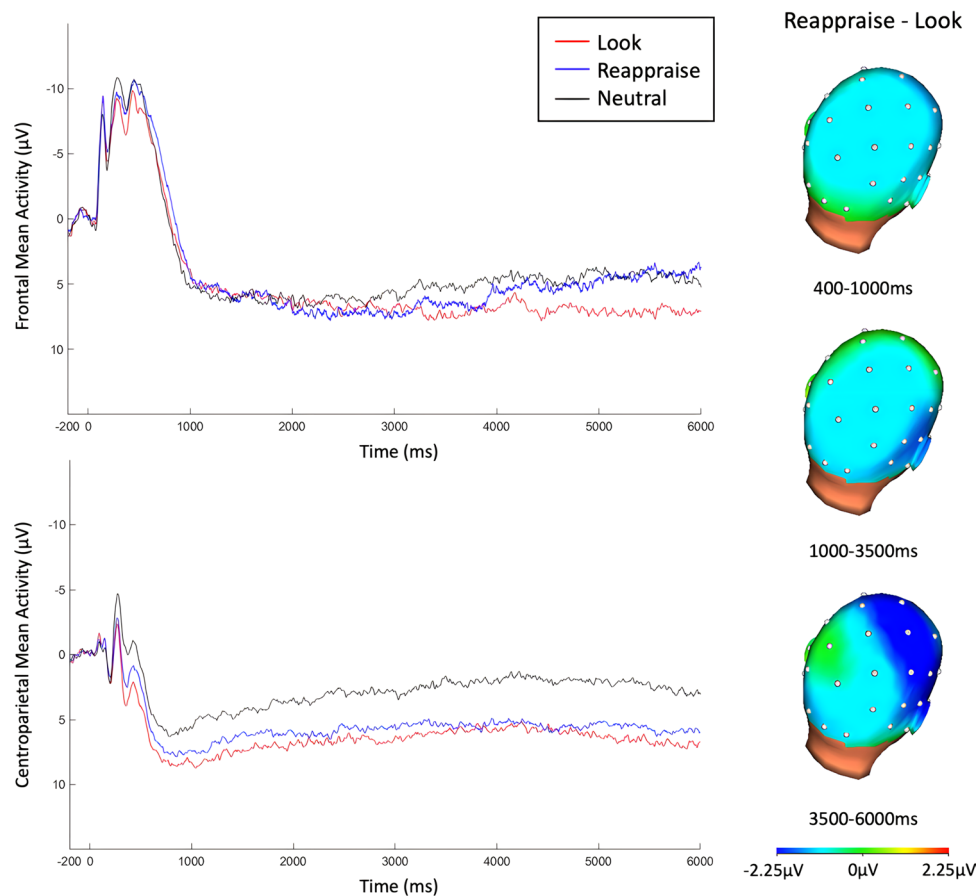 Look
Reappraise
Neutral
Frontal Mean Activity (µV)
-10
-5
0
5
10
-200 0 1000 2000 3000 4000 5000 6000
Time (ms)
Centroparietal Mean Activity (µV)
-10
-5
0
5
10
-200 0 1000 2000 3000 4000 5000 6000
Time (ms)
Reappraise - Look
400-1000ms
1000-3500ms
3500-6000ms
-2.25µV 0µV 2.25µV